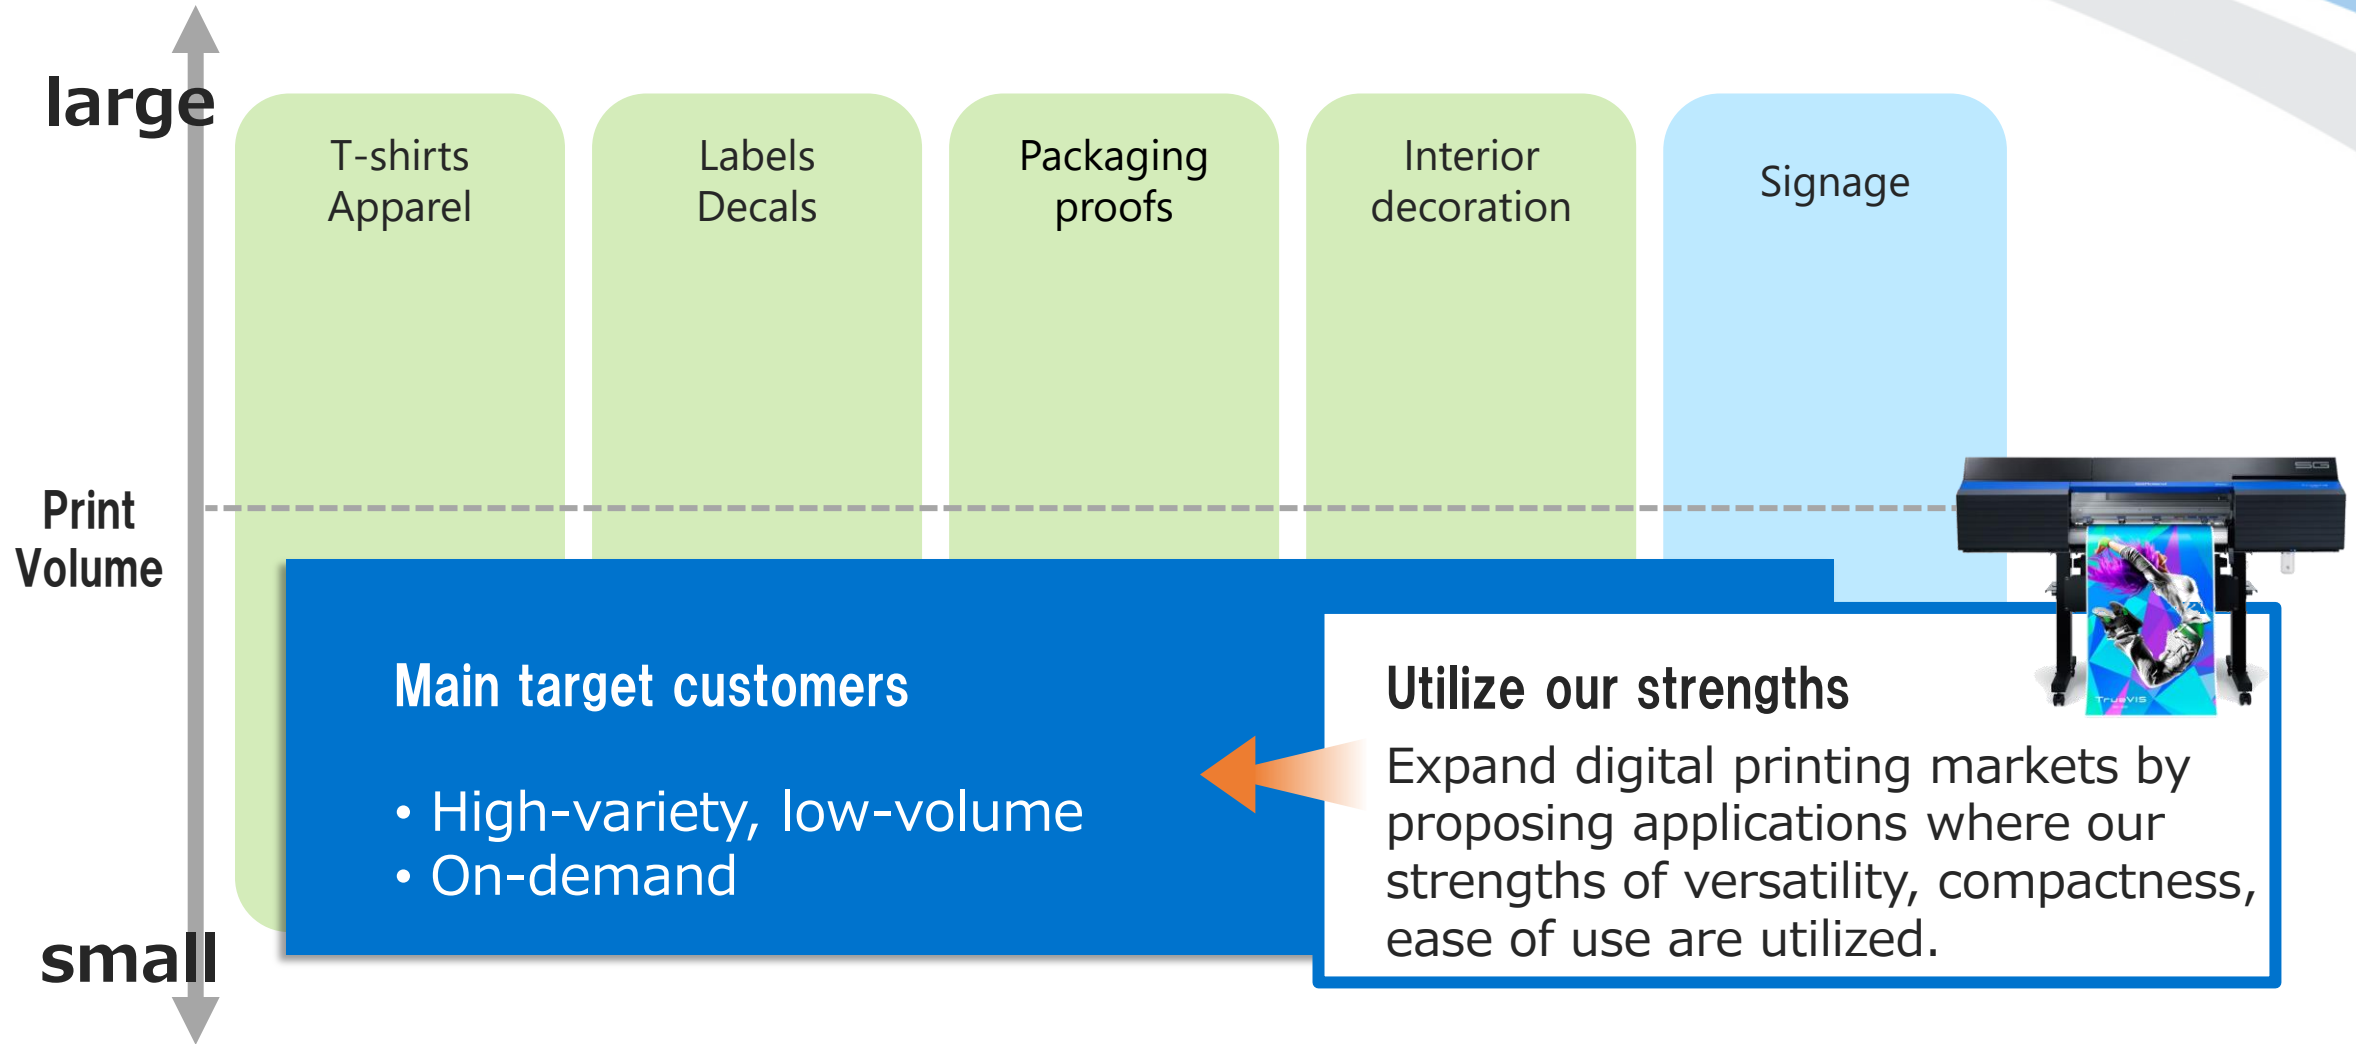 large
T-shirts
Apparel
Labels
Decals
Packaging
proofs
Interior
decoration
Signage
Print
Volume
SG
Main target customers
• High-variety, low-volume
• On-demand
Utilize our strengths
Expand digital printing markets by
proposing applications where our
strengths of versatility, compactness,
ease of use are utilized.
TrueVIS
small